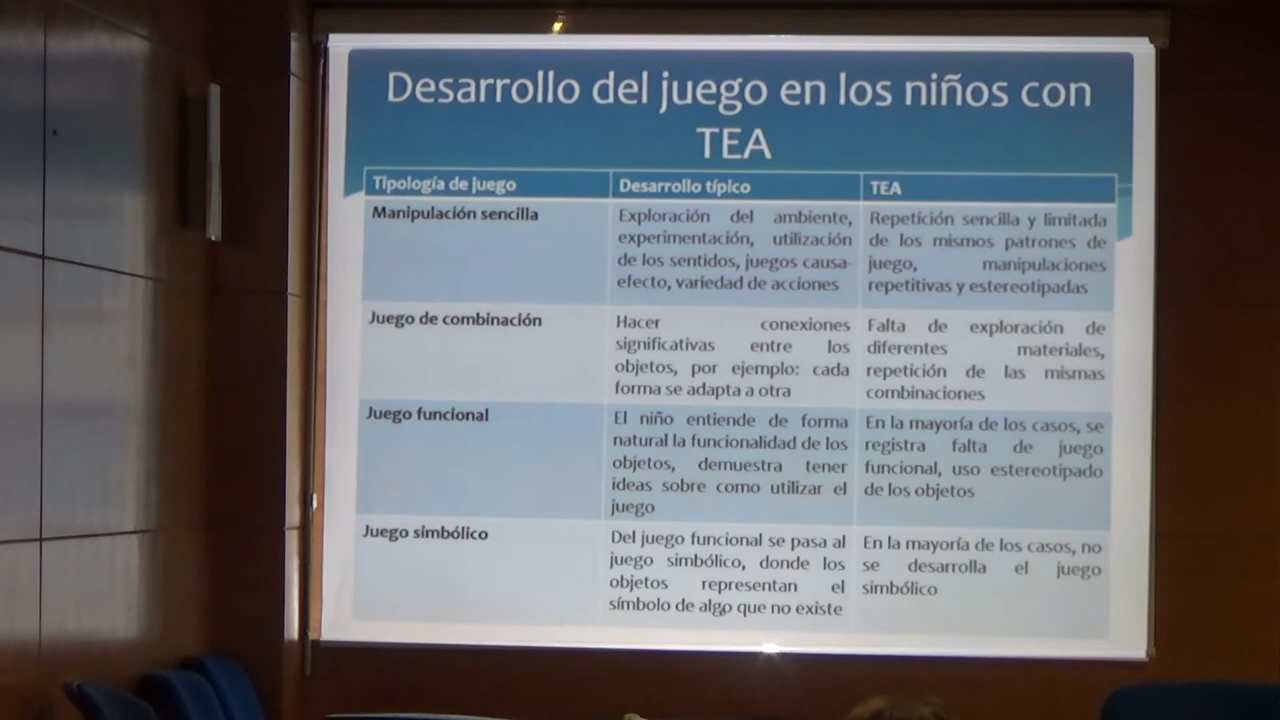 Desarrollo del juego en los niños con
TEA
Tipología de juego
Desarrollo típico
TEA
Manipulación sencilla
Exploración del ambiente,
experimentación, utilización
de los sentidos, juegos causa-
efecto, variedad de acciones
Repetición sencilla y limitada
de los mismos patrones de
juego, manipulaciones
repetitivas y estereotipadas
Juego de combinación
Hacer conexiones
significativas entre los
objetos, por ejemplo: cada
forma se adapta a otra
Falta de exploración de
diferentes materiales,
repetición de las mismas
combinaciones
Juego funcional
El niño entiende de forma
natural la funcionalidad de los
objetos, demuestra tener
ideas sobre como utilizar el
juego
En la mayoría de los casos, se
registra falta de juego
funcional, uso estereotipado
de los objetos
Juego simbólico
Del juego funcional se pasa al
juego simbólico, donde los
objetos representan el
símbolo de algo que no existe
En la mayoría de los casos, no
se desarrolla el juego
simbólico